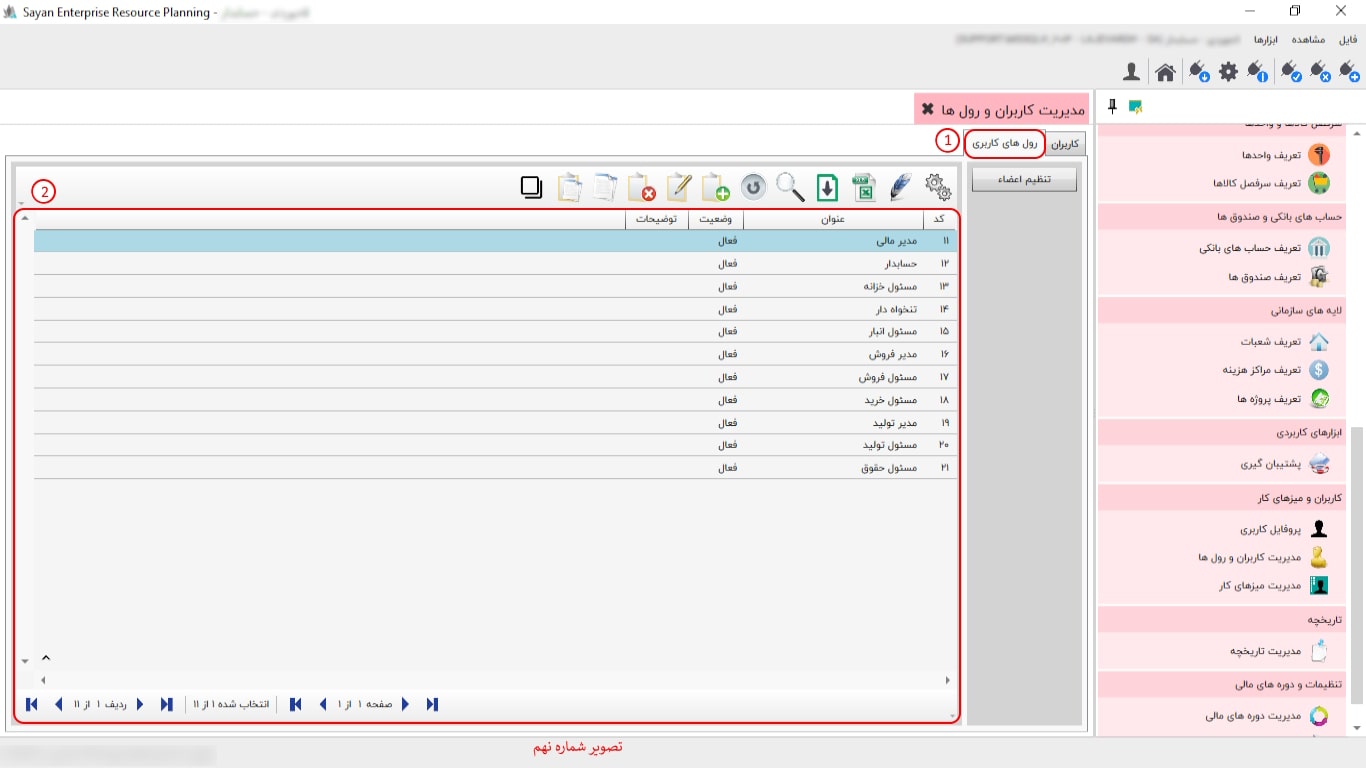 Sayan Enterprise Resource Planning -
فایل مشاهده ابزارها
مدیریت کاربران و رول ها
کاربران
رول های کاربری
1
2
تنظیم اعضاء
کد عنوان وضعیت توضیحات
۱۱ مدیر مالی فعال
۱۲ حسابدار فعال
۱۳ مسئول خزانه فعال
۱۴ تنخواه دار فعال
۱۵ مسئول انبار فعال
۱۶ مدیر فروش فعال
۱۷ مسئول فروش فعال
۱۸ مسئول خرید فعال
۱۹ مدیر تولید فعال
۲۰ مسئول تولید فعال
۲۱ مسئول حقوق فعال
صفحه ۱ از ۱
انتخاب شده ۱ از ۱۱
ردیف ۱ از ۱۱
تعریف واحدها
تعریف سرفصل کالاها
حساب های بانکی و صندوق ها
تعریف حساب های بانکی
تعریف صندوق ها
لایه های سازمانی
تعریف شعبات
تعریف مراکز هزینه
تعریف پروژه ها
ابزارهای کاربردی
پشتیبان گیری
کاربران و میزهای کار
پروفایل کاربری
مدیریت کاربران و رول ها
مدیریت میزهای کار
تاریخچه
مدیریت تاریخچه
تنظیمات و دوره های مالی
مدیریت دوره های مالی
تصویر شماره نهم